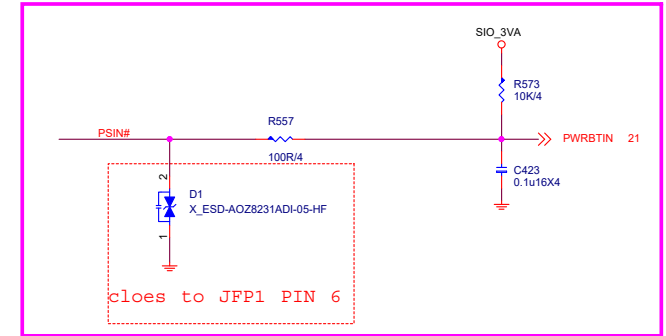 SIO_3VA
R573
10K/4
R557
PSIN#
PWRBTIN 21
100R/4
C423
0.1u16X4
2
D1
X_ESD-AOZ8231ADI-05-HF
1
cloes to JFP1 PIN 6